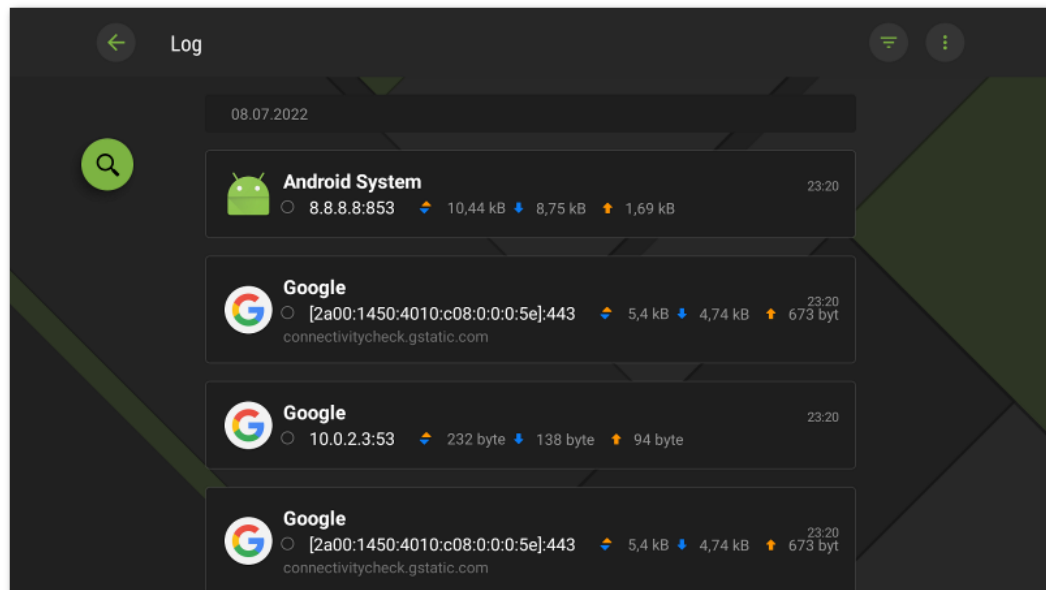 Log
08.07.2022
Android System
23:20
8.8.8.8:853 10,44 kB 8,75 kB 1,69 kB
Google
23:20
[2a00:1450:4010:c08:0:0:0:5e]:443 5,4 kB 4,74 kB 673 byt
connectivitycheck.gstatic.com
Google
23:20
10.0.2.3:53 232 byte 138 byte 94 byte
Google
23:20
[2a00:1450:4010:c08:0:0:0:5e]:443 5,4 kB 4,74 kB 673 byt
connectivitycheck.gstatic.com